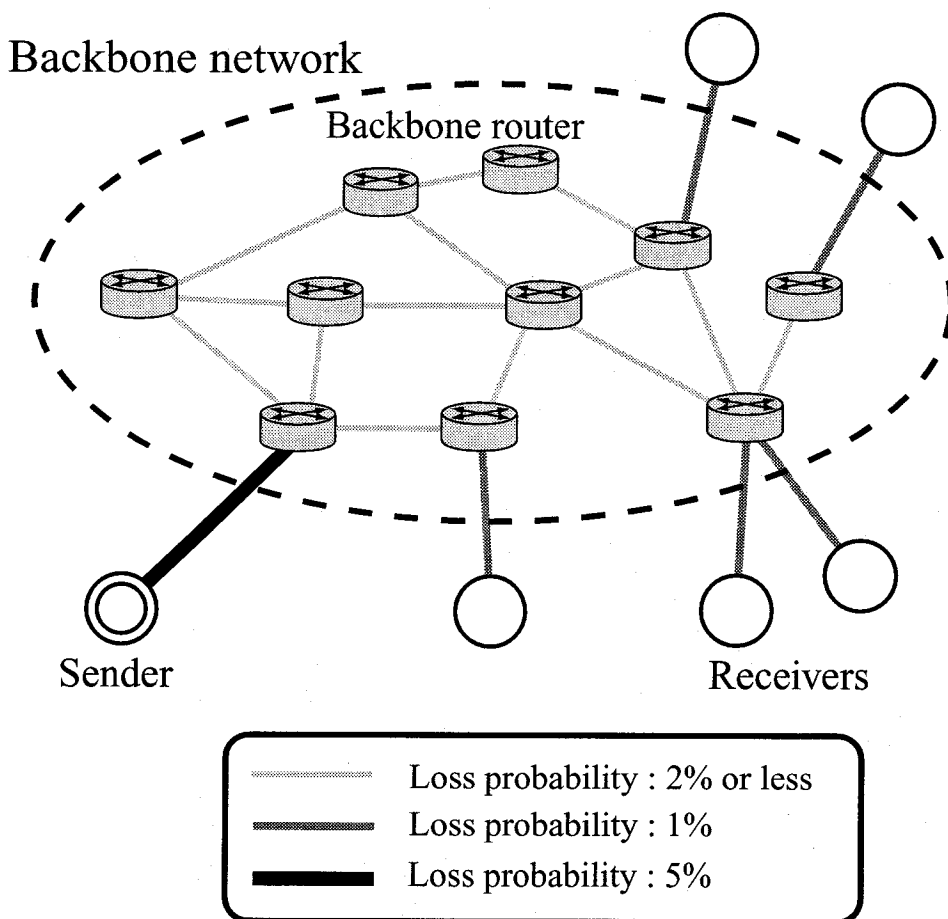 Backbone network
Backbone router
Sender
Receivers
Loss probability : 2% or less
Loss probability : 1%
Loss probability : 5%